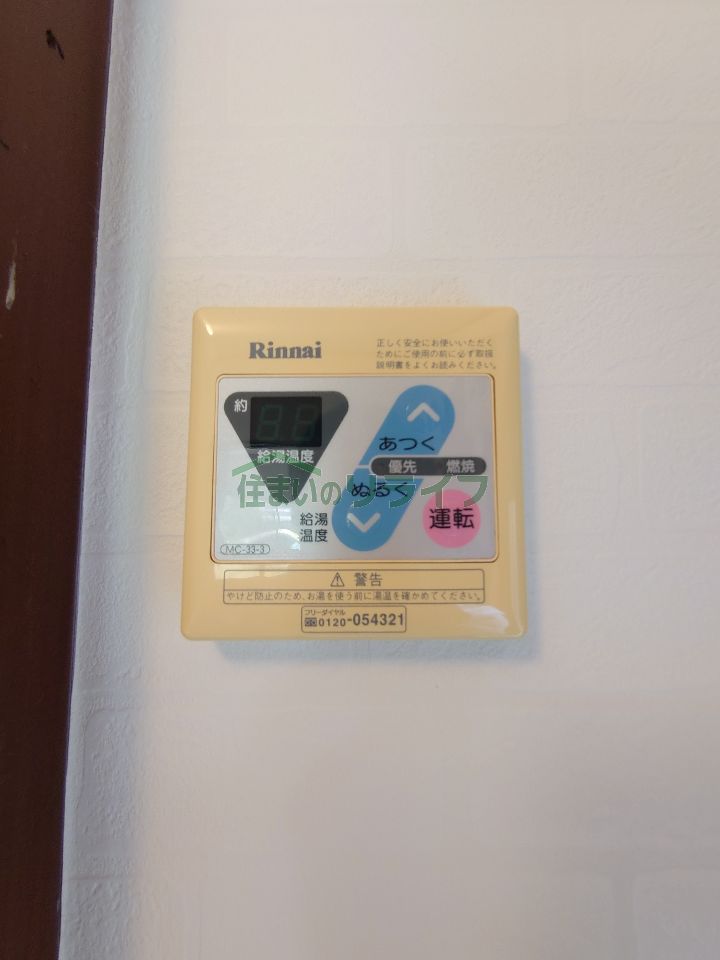 Rinnai
正しく安全にお使いいただく
ためにご使用の前に必ず取扱
説明書をよくお読みください。
約
給湯温度
あつく
優先 燃焼
住まいのリライフ
ぬるく
給湯
温度
運転
MC-33-3
⚠ 警告
やけど防止のため、お湯を使う前に湯温を確かめてください。
フリーダイヤル
0120-054321